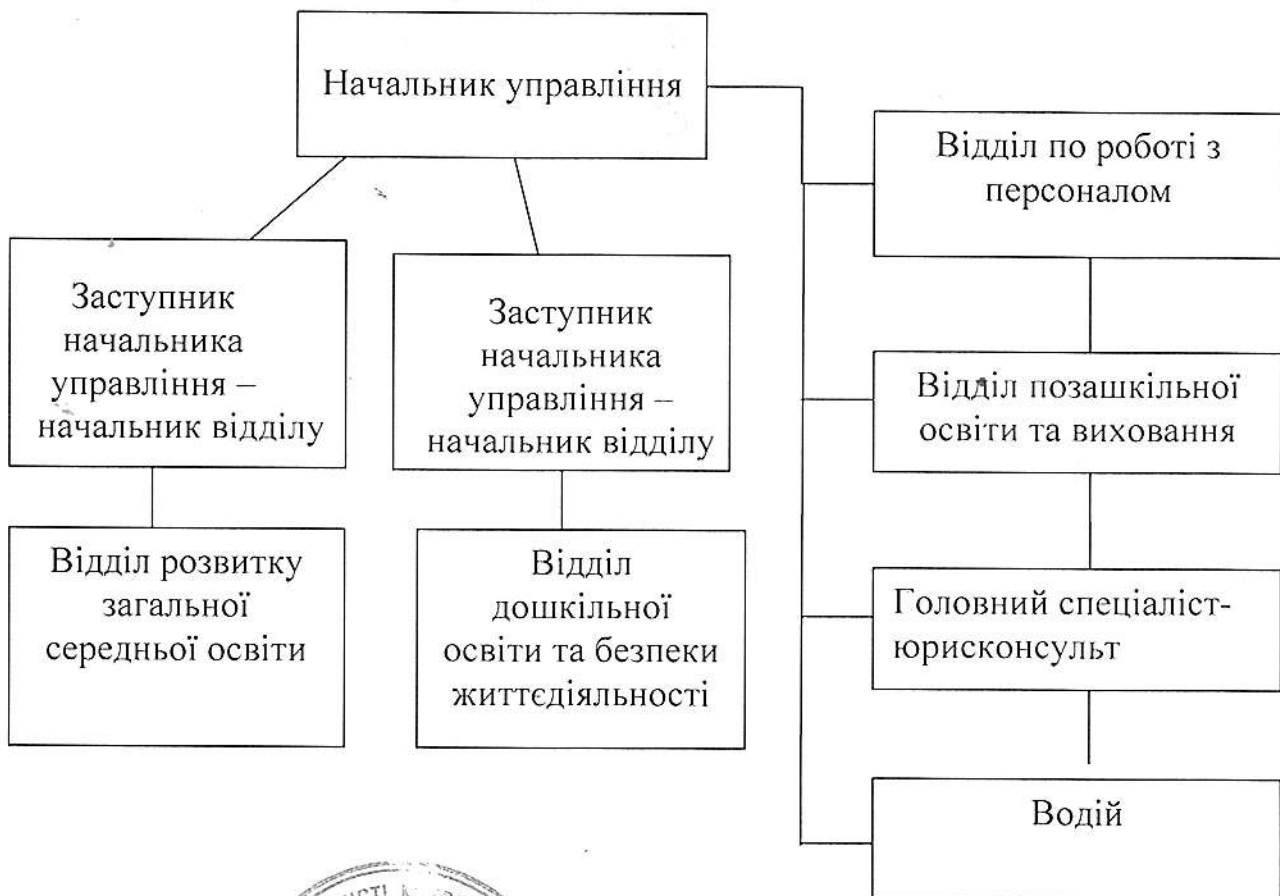 Начальник управління
Відділ по роботі з
персоналом
Заступник
начальника
управління –
начальник відділу
Заступник
начальника
управління –
начальник відділу
Відділ позашкільної
освіти та виховання
Відділ розвитку
загальної
середньої освіти
Відділ
дошкільної
освіти та безпеки
життєдіяльності
Головний спеціаліст-
юрисконсульт
Водій